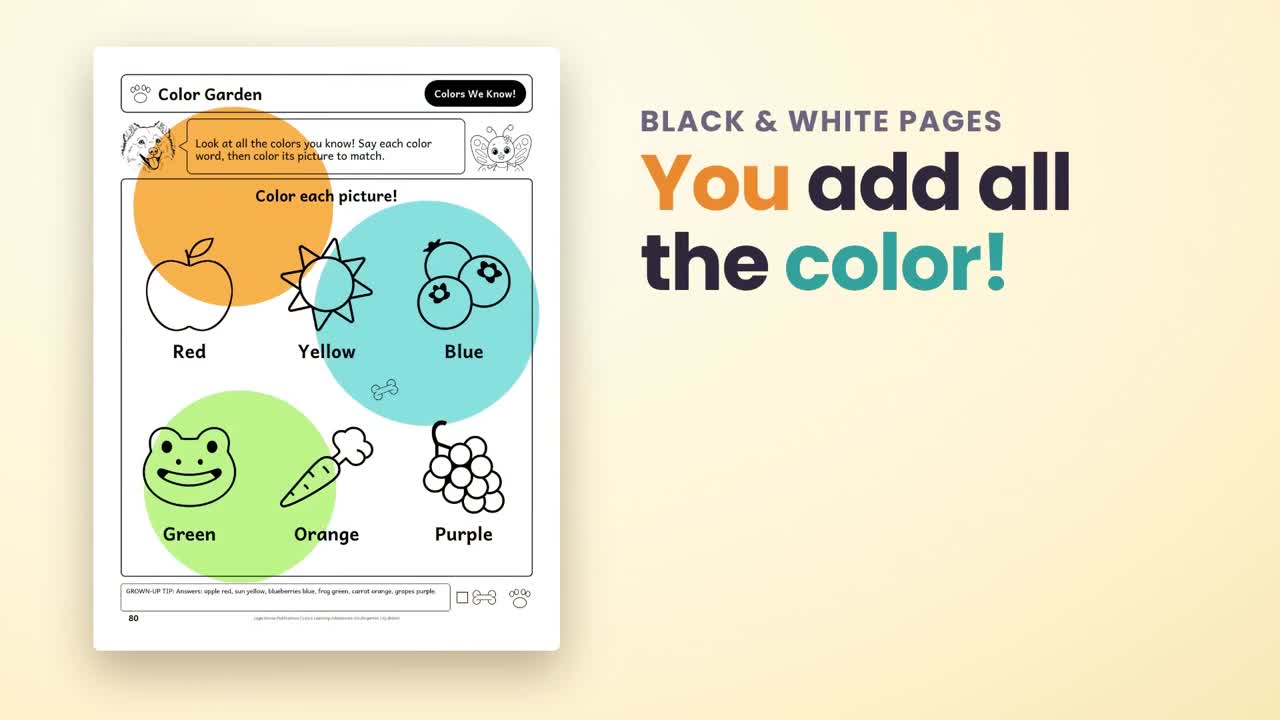 Color Garden
Colors We Know!
Look at all the colors you know! Say each color
word, then color its picture to match.
Color each picture!
Red
Yellow
Blue
Green
Orange
Purple
GROWN-UP TIP: Answers: apple red, sun yellow, blueberries blue, frog green, carrot orange, grapes purple.
80
BLACK & WHITE PAGES
You add all
the color!